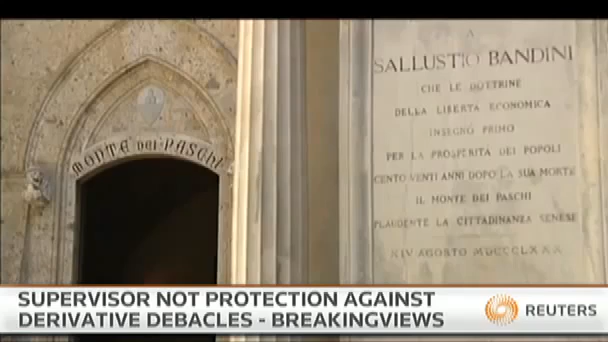 MONTE DEI PASCHI
A
SALLUSTIO BANDINI
CHE LE DOTTRINE
DELLA LIBERTÀ ECONOMICA
INSEGNÒ PRIMO
PER LA PROSPERITÀ DEI POPOLI
CENTO VENTI ANNI DOPO LA SUA MORTE
IL MONTE DEI PASCHI
PLAUDENTE LA CITTADINANZA SENESE
XIV AGOSTO MDCCCLXXX
SUPERVISOR NOT PROTECTION AGAINST
DERIVATIVE DEBACLES - BREAKINGVIEWS
REUTERS